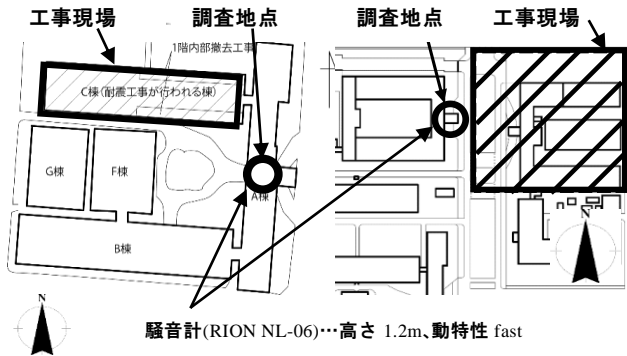 工事現場
調査地点
調査地点
工事現場
1階内部撤去工事
C棟(耐震工事が行われる棟)
G棟
F棟
A棟
B棟
N
N
騒音計(RION NL-06)…高さ 1.2m、動特性 fast